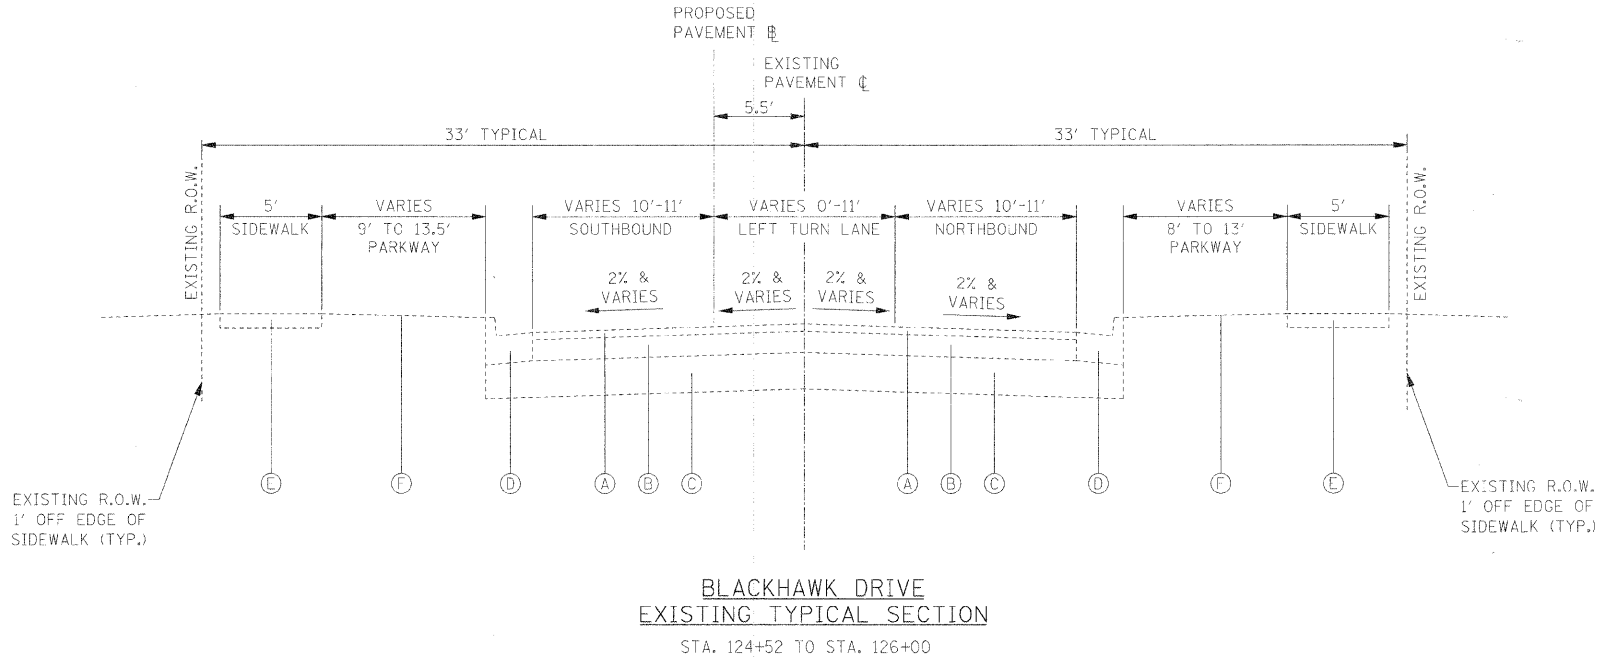 PROPOSED
PAVEMENT ⅊
EXISTING
PAVEMENT ℄
5.5'
33' TYPICAL
33' TYPICAL
EXISTING R.O.W.
5'
SIDEWALK
VARIES
9' TO 13.5'
PARKWAY
VARIES 10'-11'
SOUTHBOUND
VARIES 0'-11'
LEFT TURN LANE
VARIES 10'-11'
NORTHBOUND
VARIES
8' TO 13'
PARKWAY
5'
SIDEWALK
EXISTING R.O.W.
2% &
VARIES
2% &
VARIES
2% &
VARIES
2% &
VARIES
E
F
D
A
B
C
A
B
C
D
F
E
EXISTING R.O.W.
1' OFF EDGE OF
SIDEWALK (TYP.)
EXISTING R.O.W.
1' OFF EDGE OF
SIDEWALK (TYP.)
BLACKHAWK DRIVE
EXISTING TYPICAL SECTION
STA. 124+52 TO STA. 126+00